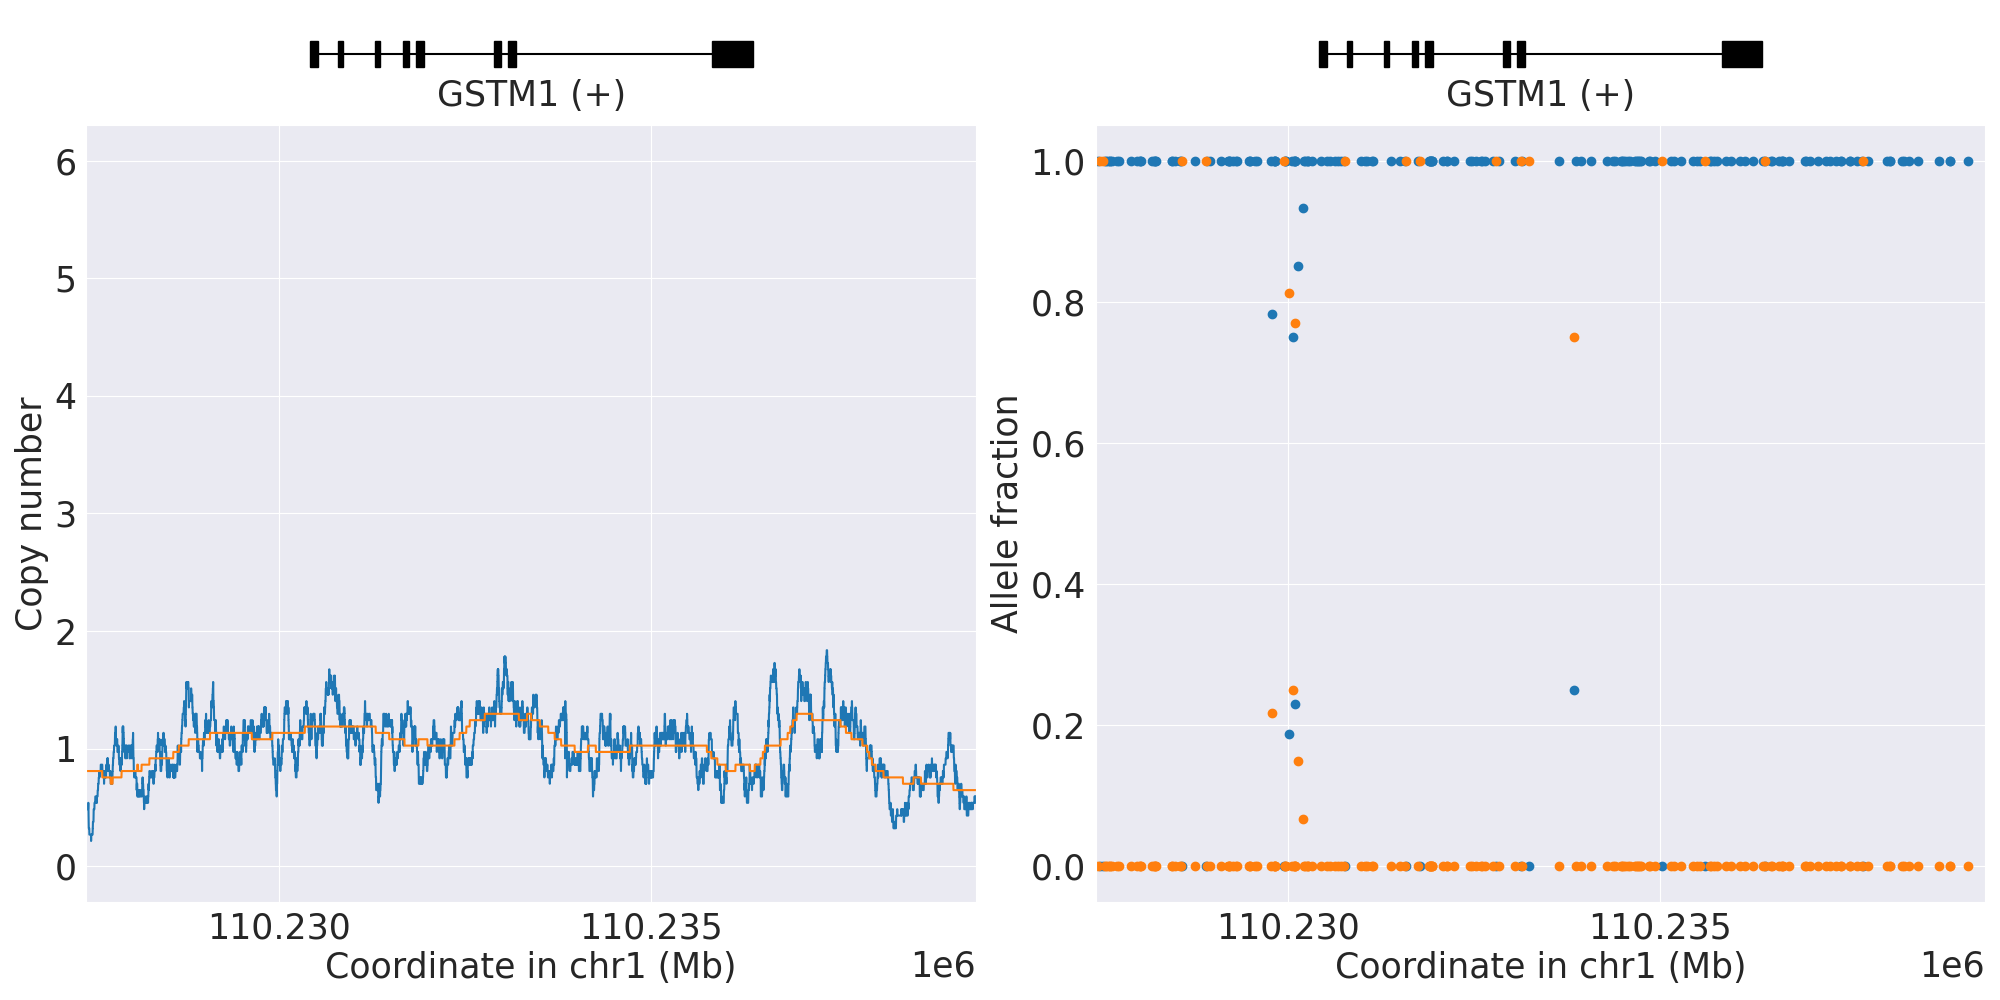 GSTM1 (+)
6
5
4
3
2
1
0
Copy number
110.230
110.235
Coordinate in chr1 (Mb)
1e6
GSTM1 (+)
1.0
0.8
0.6
0.4
0.2
0.0
Allele fraction
110.230
110.235
Coordinate in chr1 (Mb)
1e6